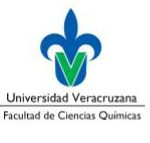 Universidad Veracruzana
Facultad de Ciencias Químicas